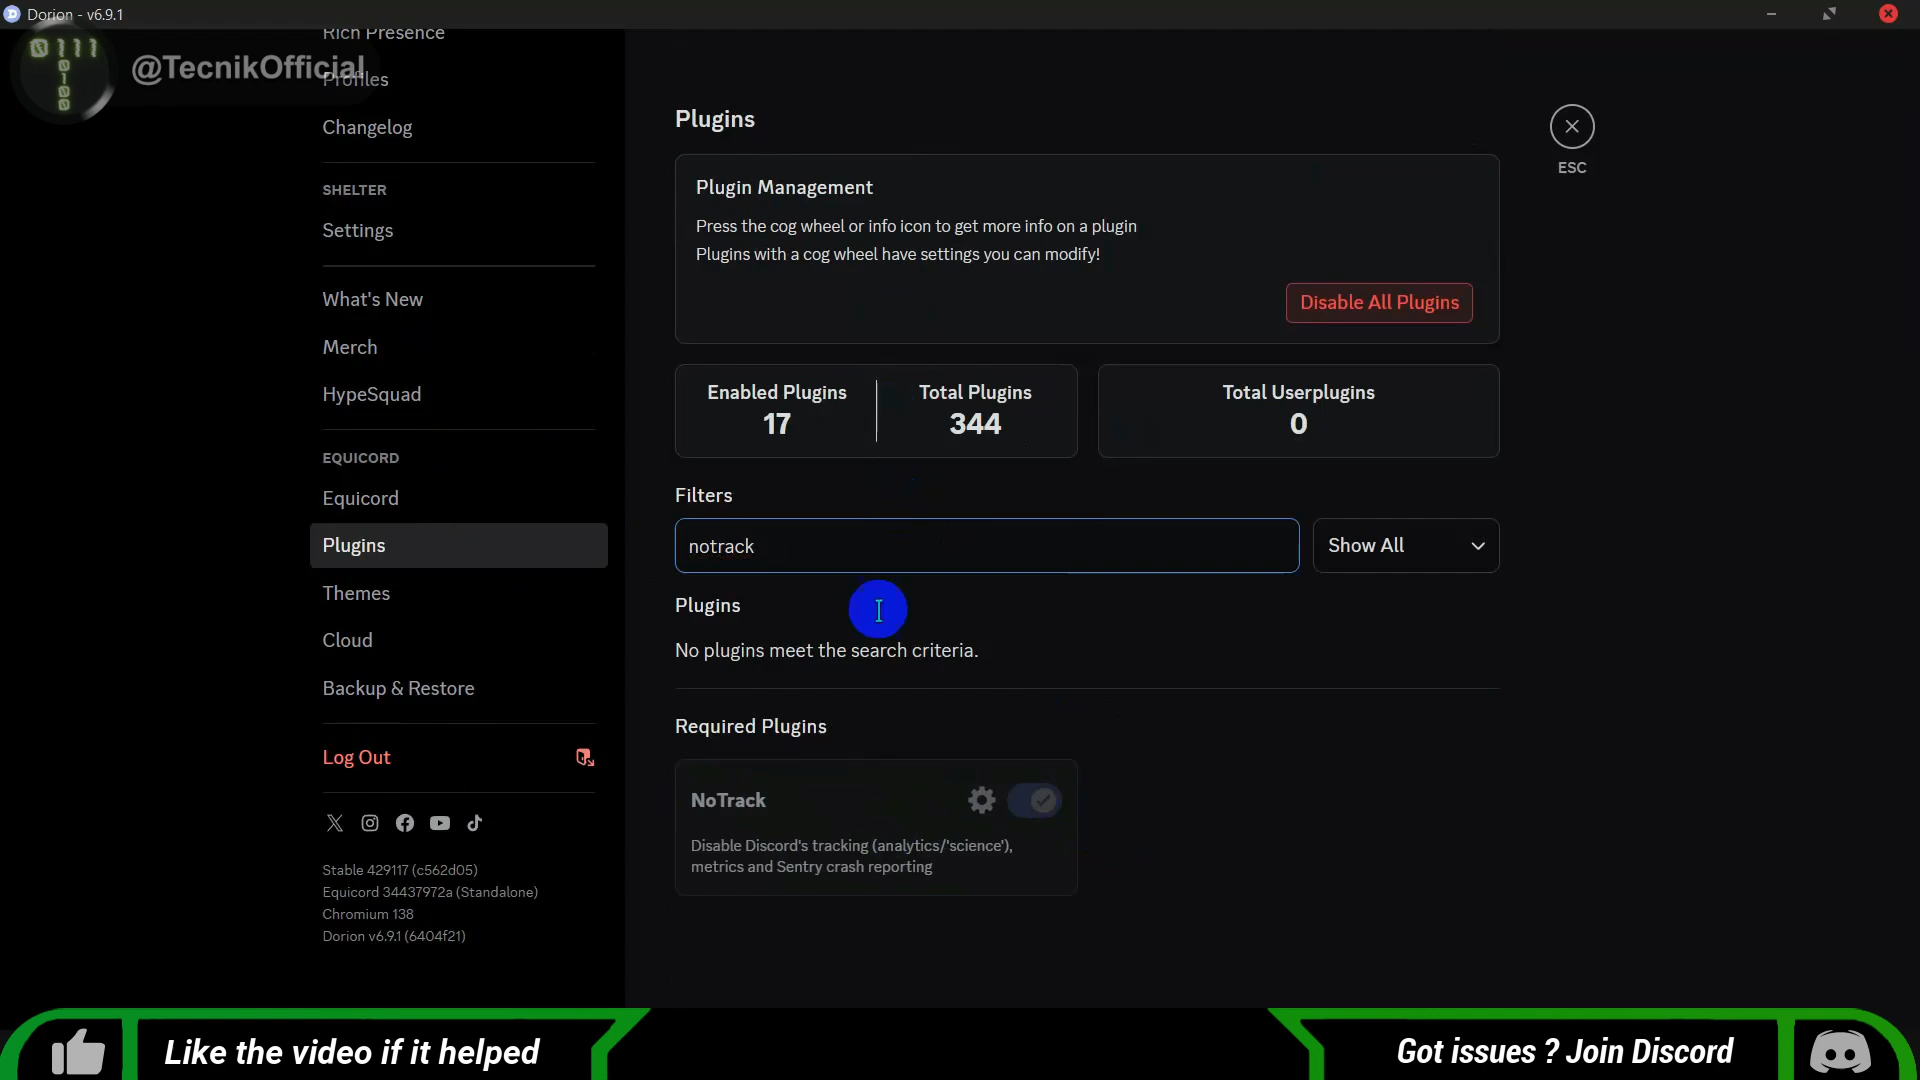 Dorion - v6.9.1
@TecnikOfficial
Rich Presence
Profiles
Changelog
SHELTER
Settings
What's New
Merch
HypeSquad
EQUICORD
Equicord
Plugins
Themes
Cloud
Backup & Restore
Log Out
Stable 429117 (c562d05)
Equicord 34437972a (Standalone)
Chromium 138
Dorion v6.9.1 (6404f21)
Plugins
Plugin Management
Press the cog wheel or info icon to get more info on a plugin
Plugins with a cog wheel have settings you can modify!
Disable All Plugins
Enabled Plugins
17
Total Plugins
344
Total Userplugins
0
Filters
notrack
Show All
Plugins
No plugins meet the search criteria.
Required Plugins
NoTrack
Disable Discord's tracking (analytics/'science'),
metrics and Sentry crash reporting
ESC
Like the video if it helped
Got issues ? Join Discord
0111
0
1
0
0